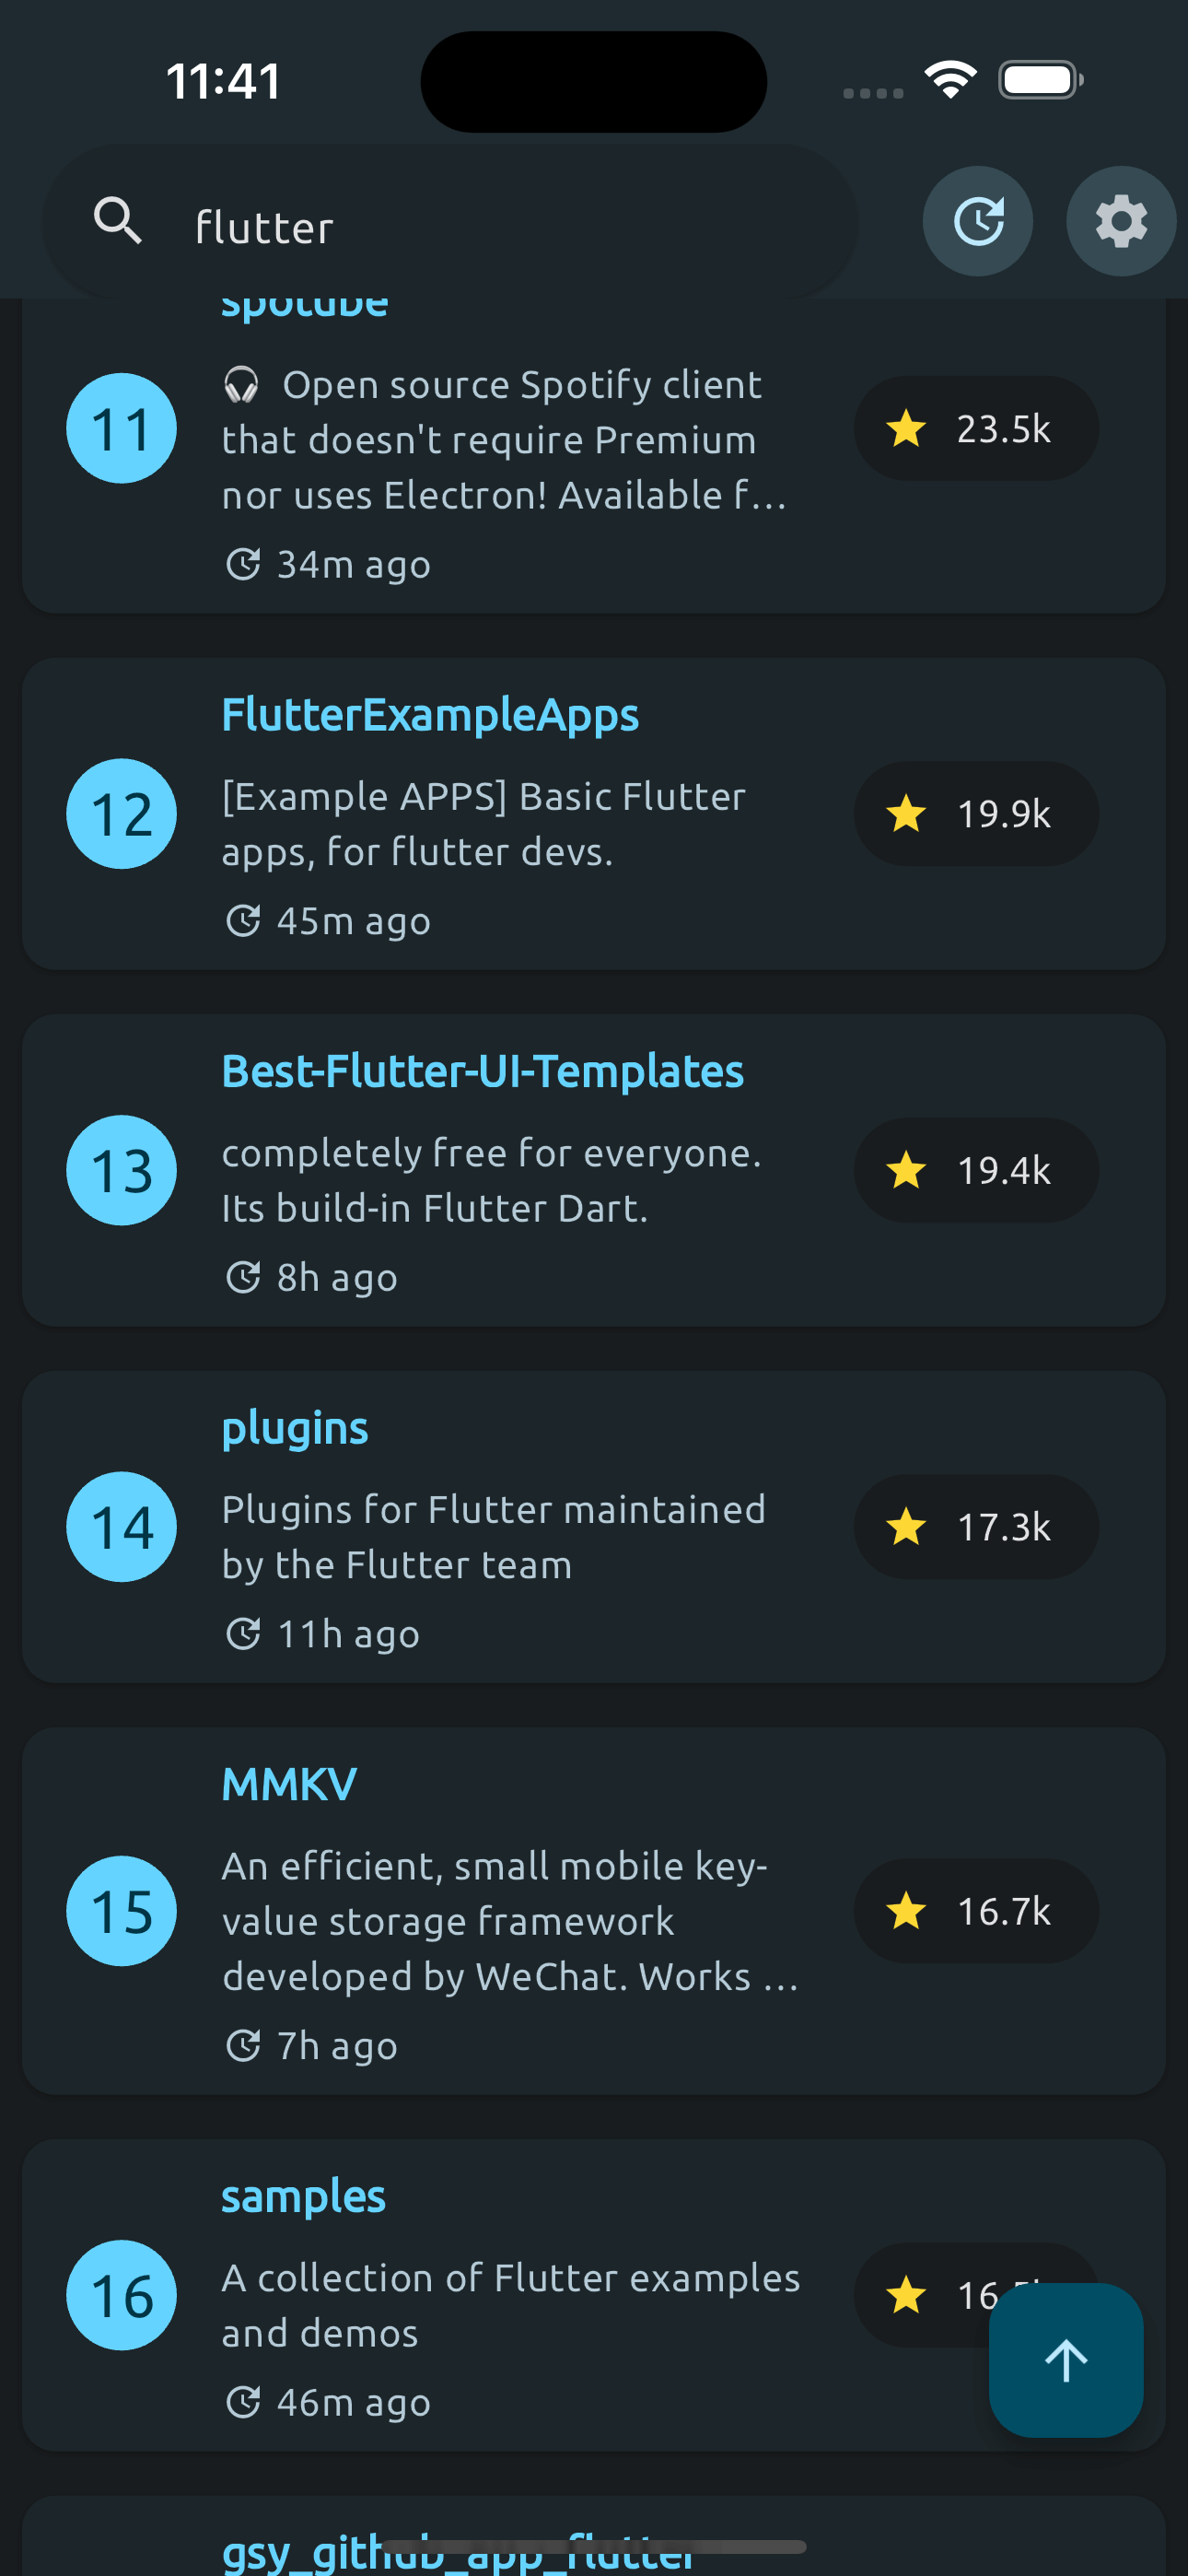 11:41
flutter
spotube
11
🎧 Open source Spotify client
that doesn't require Premium
nor uses Electron! Available f...
23.5k
34m ago
FlutterExampleApps
12
[Example APPS] Basic Flutter
apps, for flutter devs.
19.9k
45m ago
Best-Flutter-UI-Templates
13
completely free for everyone.
Its build-in Flutter Dart.
19.4k
8h ago
plugins
14
Plugins for Flutter maintained
by the Flutter team
17.3k
11h ago
MMKV
15
An efficient, small mobile key-
value storage framework
developed by WeChat. Works ...
16.7k
7h ago
samples
16
A collection of Flutter examples
and demos
46m ago
gsy_github_app_flutter